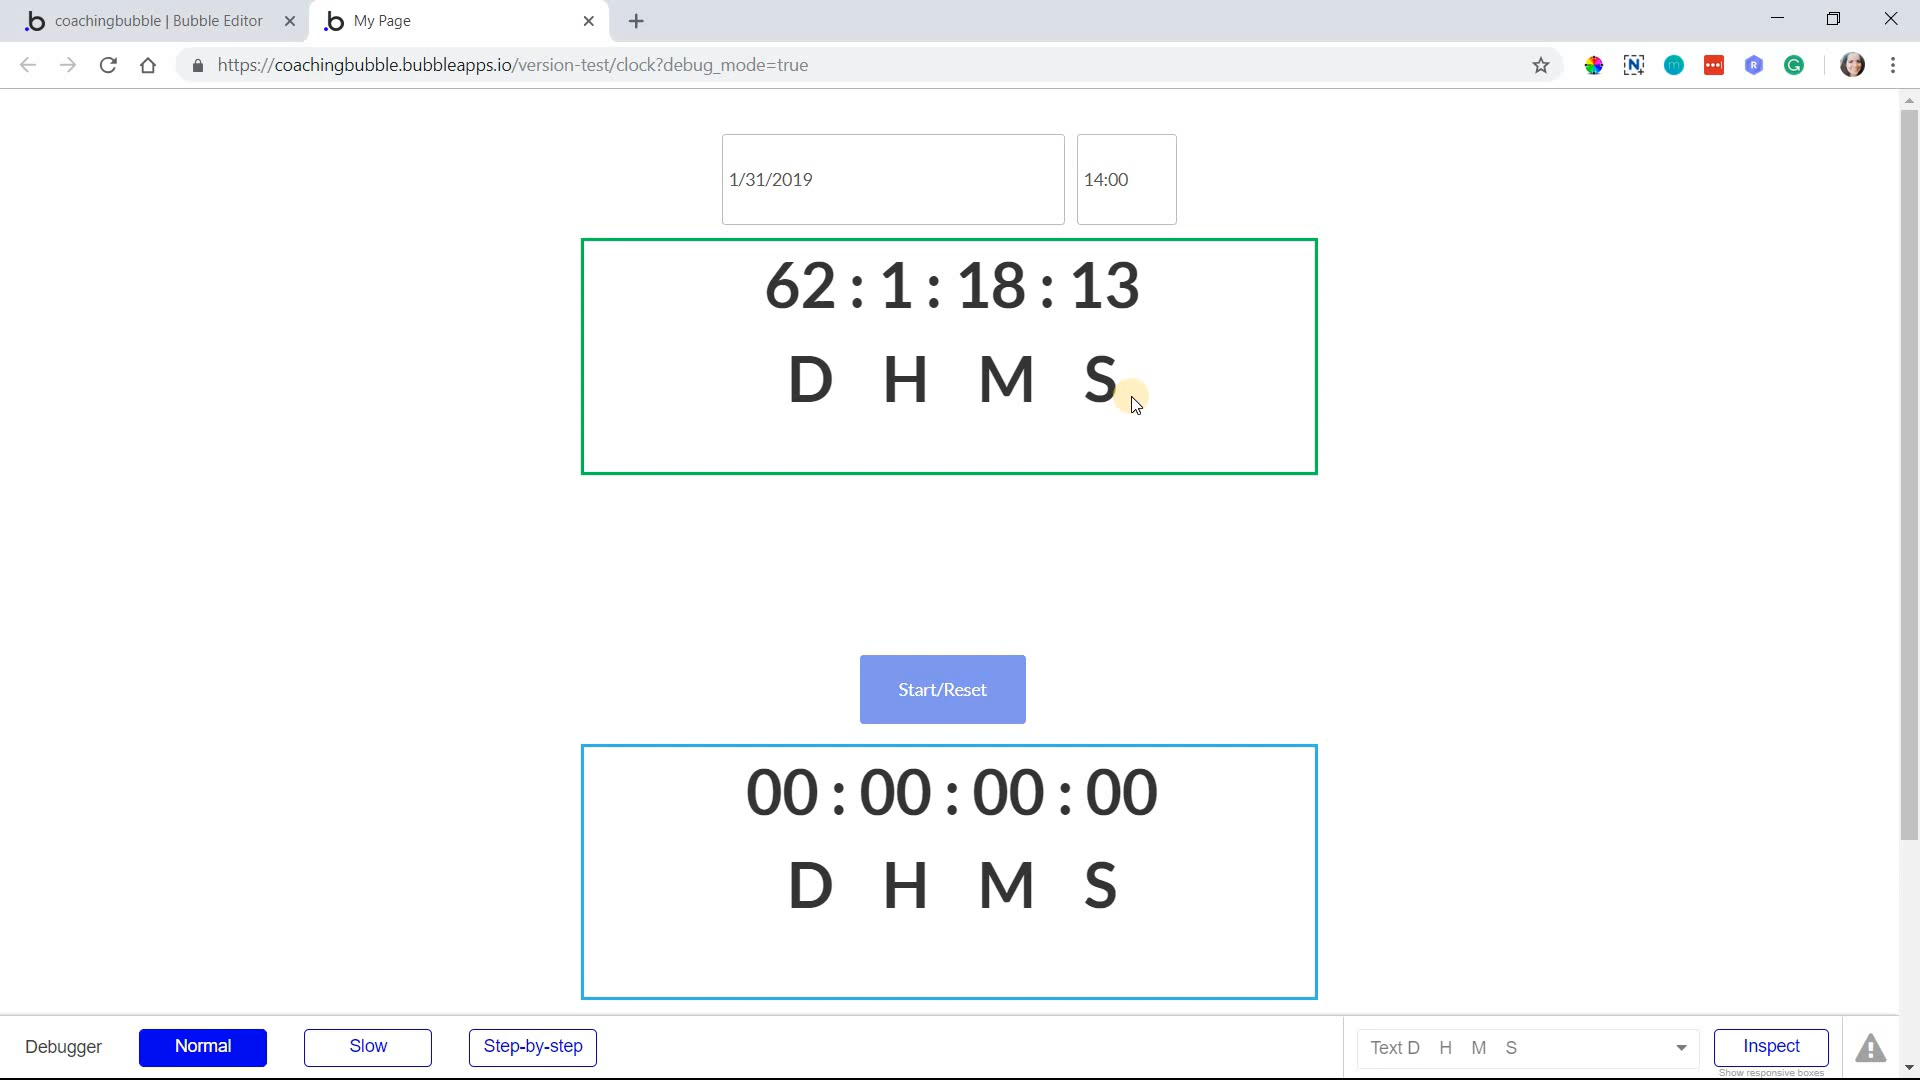 coachingbubble | Bubble Editor
My Page
https://coachingbubble.bubbleapps.io/version-test/clock?debug_mode=true
1/31/2019
14:00
62 : 1 : 18 : 13
D H M S
Start/Reset
00 : 00 : 00 : 00
D H M S
Debugger
Normal
Slow
Step-by-step
Text D H M S
Inspect
Show responsive boxes